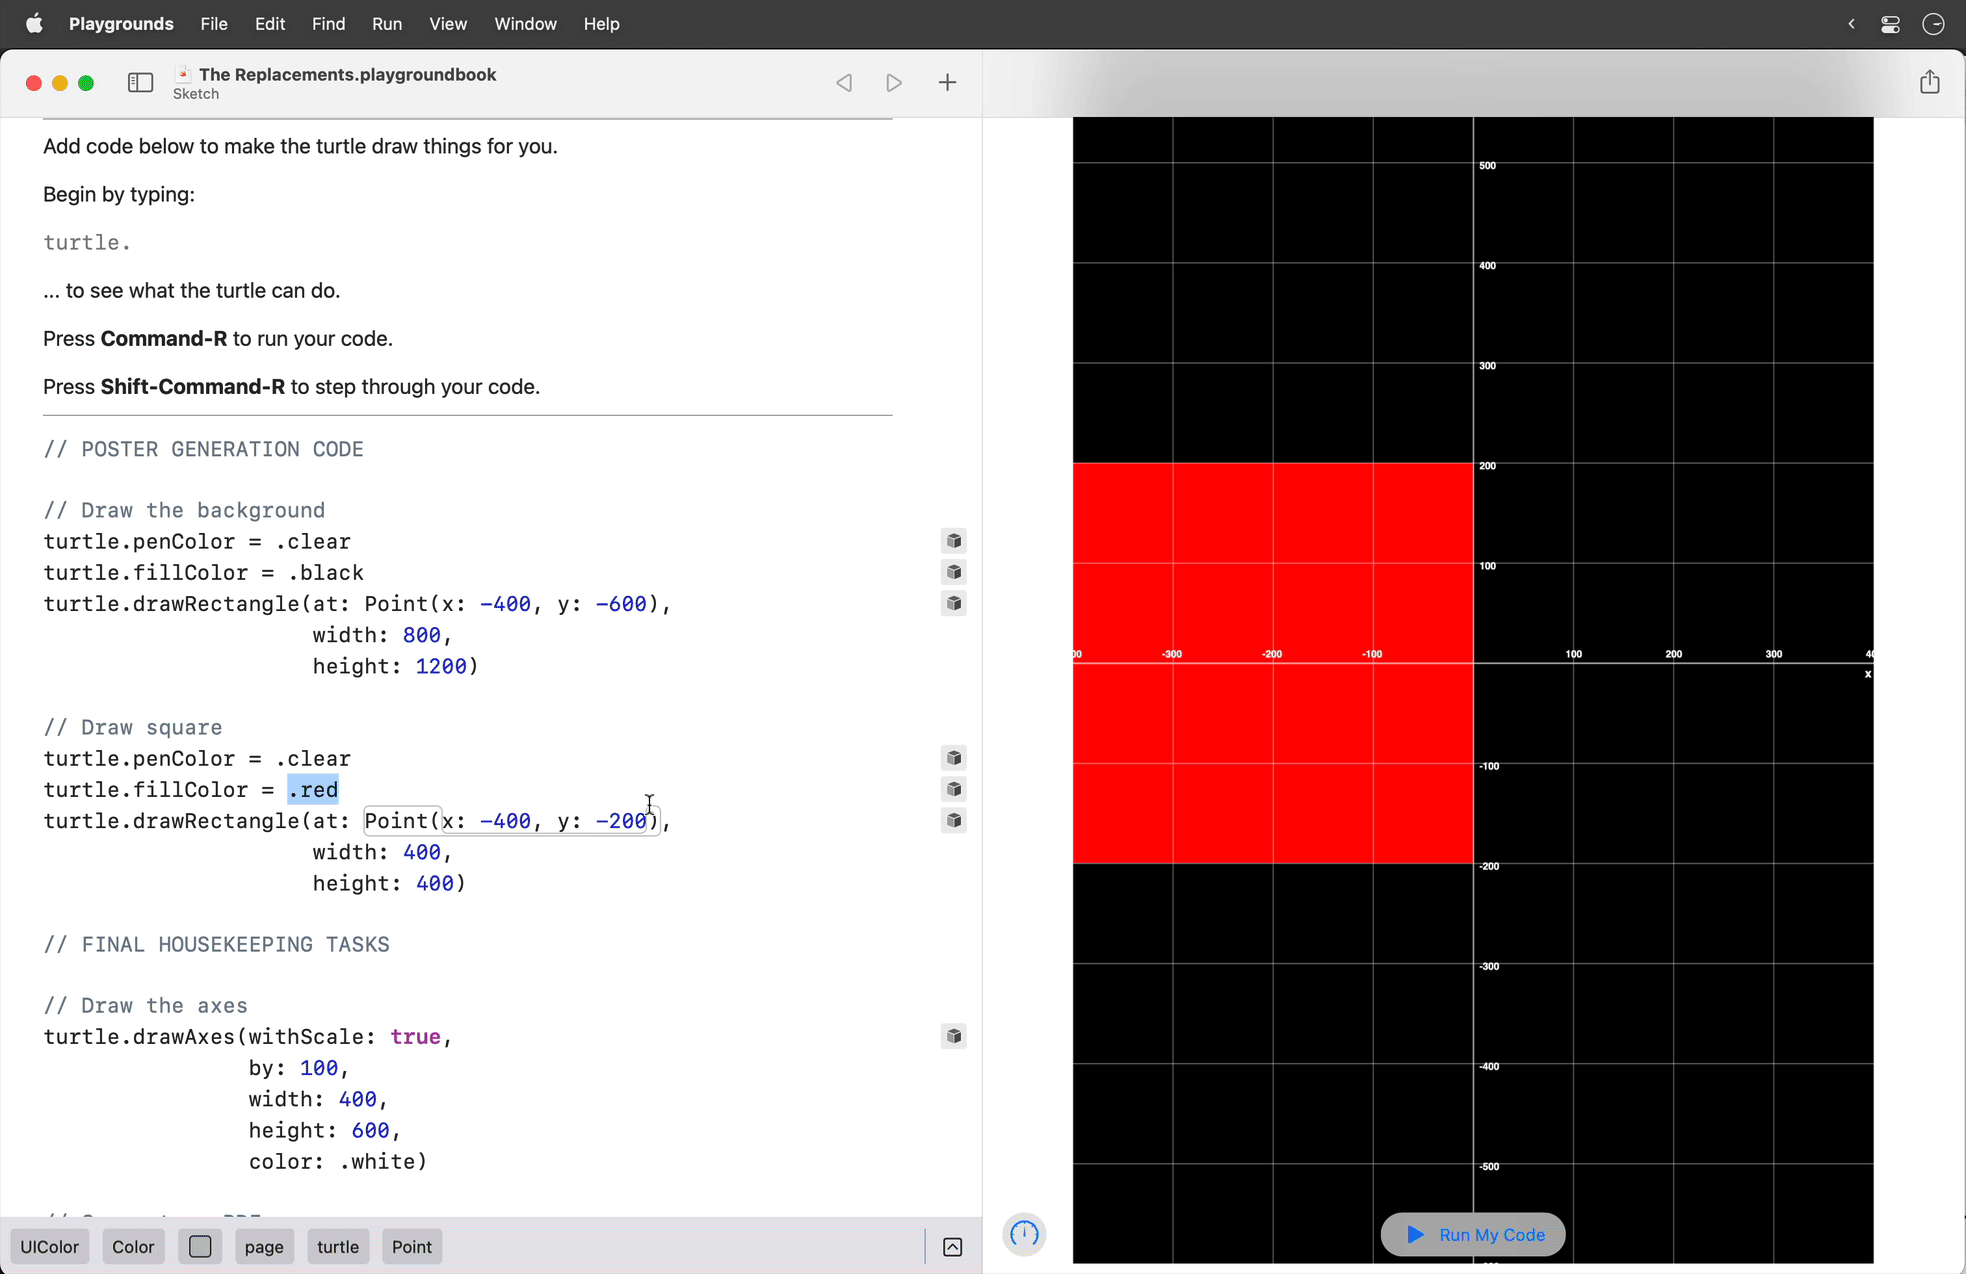 Playgrounds File Edit Find Run View Window Help
The Replacements.playgroundbook
Sketch
Add code below to make the turtle draw things for you.
Begin by typing:
turtle.
... to see what the turtle can do.
Press Command-R to run your code.
Press Shift-Command-R to step through your code.
// POSTER GENERATION CODE
// Draw the background
turtle.penColor = .clear
turtle.fillColor = .black
turtle.drawRectangle(at: Point(x: -400, y: -600),
width: 800,
height: 1200)
// Draw square
turtle.penColor = .clear
turtle.fillColor = .red
turtle.drawRectangle(at: Point(x: -400, y: -200),
width: 400,
height: 400)
// FINAL HOUSEKEEPING TASKS
// Draw the axes
turtle.drawAxes(withScale: true,
by: 100,
width: 400,
height: 600,
color: .white)
UIColor Color page turtle Point
500
400
300
200
100
-300 -200 -100 100 200 300
x
-100
-200
-300
-400
-500
Run My Code